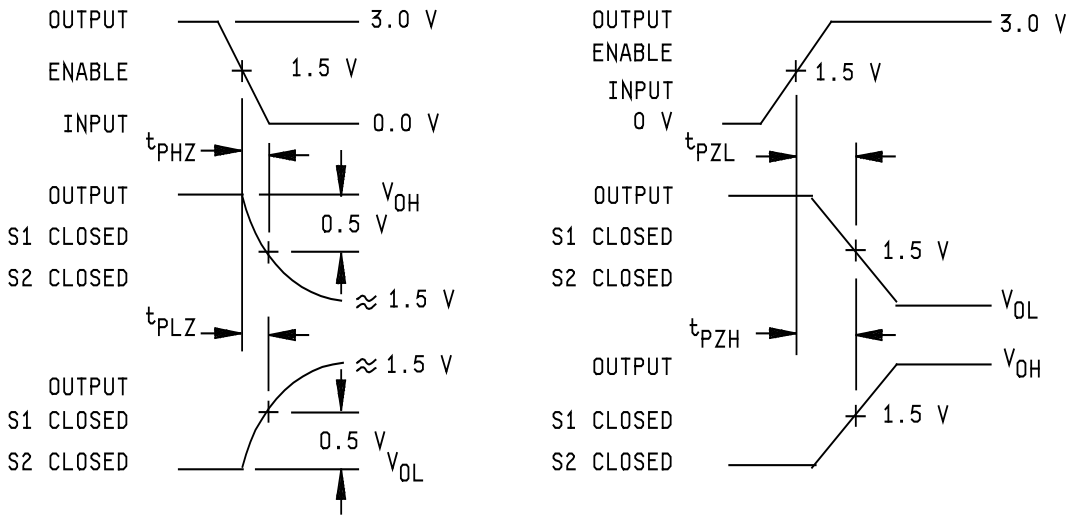 OUTPUT 3.0 V
ENABLE 1.5 V
INPUT 0.0 V
tPHZ
OUTPUT VOH
0.5 V
S1 CLOSED
S2 CLOSED
≈ 1.5 V
tPLZ
≈ 1.5 V
OUTPUT
S1 CLOSED
0.5 V
S2 CLOSED VOL
OUTPUT 3.0 V
ENABLE
1.5 V
INPUT
0 V
tPZL
OUTPUT
S1 CLOSED
1.5 V
S2 CLOSED
VOL
tPZH
OUTPUT VOH
S1 CLOSED 1.5 V
S2 CLOSED